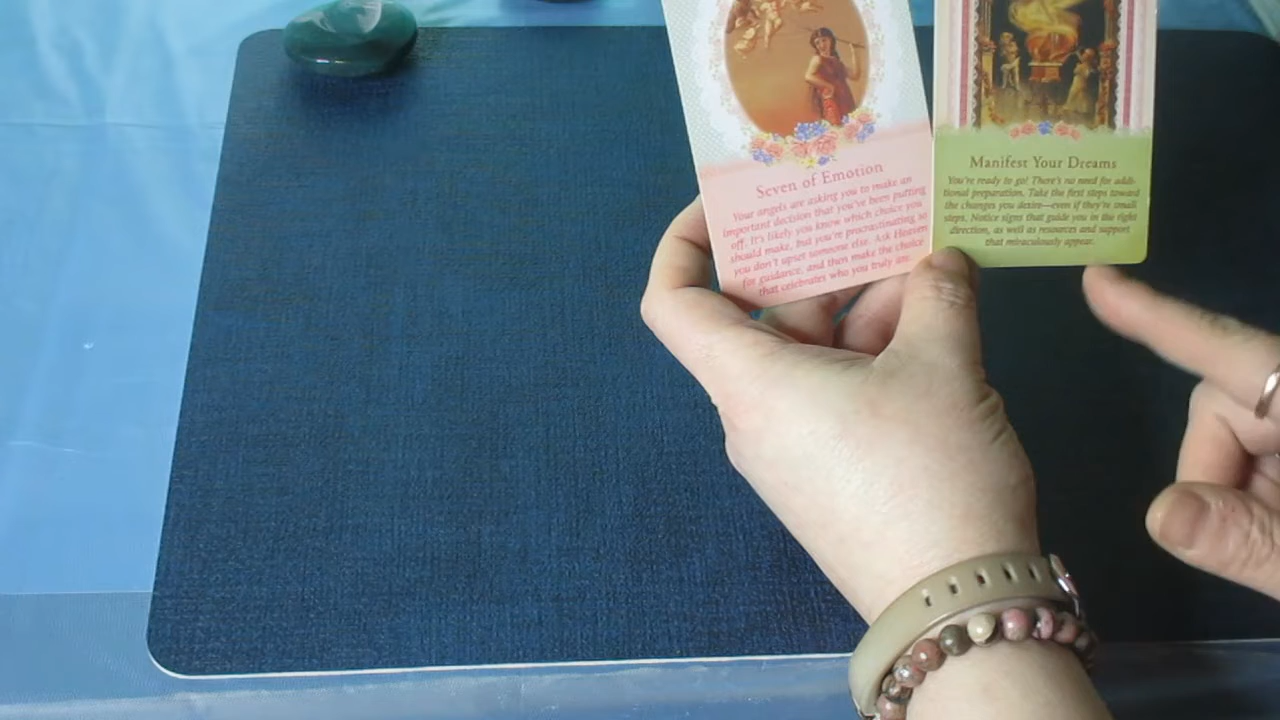 Seven of Emotion
Your angels are asking you to make an
important decision that you've been putting
off. It's likely you know which choice you
should make, but you're procrastinating so
you don't upset someone else. Ask Heaven
for guidance, and then make the choice
that celebrates who you truly are.
Manifest Your Dreams
You're ready to go! There's no need for addi-
tional preparation. Take the first steps toward
the changes you desire—even if they're small
steps. Notice signs that guide you in the right
direction, as well as resources and support
that miraculously appear.